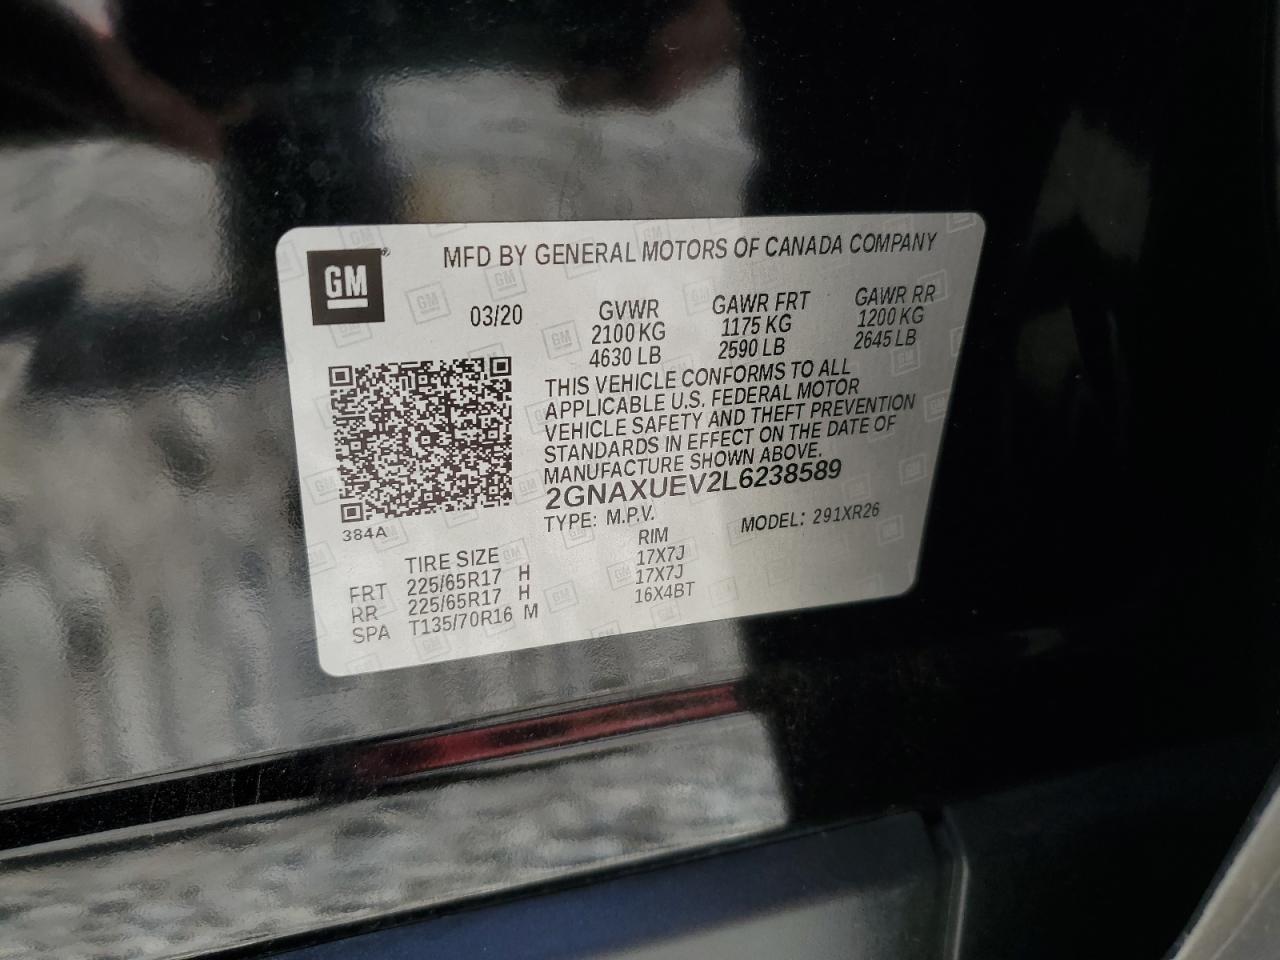 GM®
MFD BY GENERAL MOTORS OF CANADA COMPANY
03/20 GVWR GAWR FRT GAWR RR
2100 KG 1175 KG 1200 KG
4630 LB 2590 LB 2645 LB
THIS VEHICLE CONFORMS TO ALL
APPLICABLE U.S. FEDERAL MOTOR
VEHICLE SAFETY AND THEFT PREVENTION
STANDARDS IN EFFECT ON THE DATE OF
MANUFACTURE SHOWN ABOVE.
2GNAXUEV2L6238589
384A
TYPE: M.P.V. MODEL: 291XR26
TIRE SIZE RIM
FRT 225/65R17 H 17X7J
RR 225/65R17 H 17X7J
SPA T135/70R16 M 16X4BT